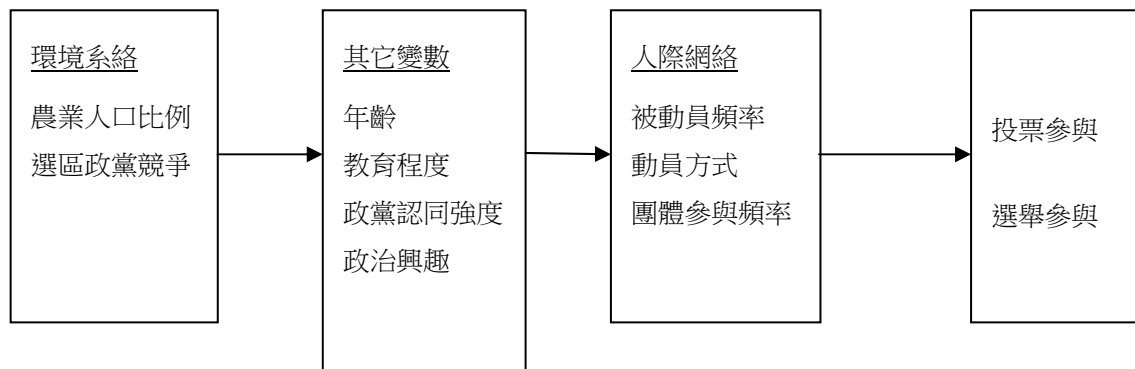 環境系絡
農業人口比例
選區政黨競爭
其它變數
年齡
教育程度
政黨認同強度
政治興趣
人際網絡
被動員頻率
動員方式
團體參與頻率
投票參與
選舉參與